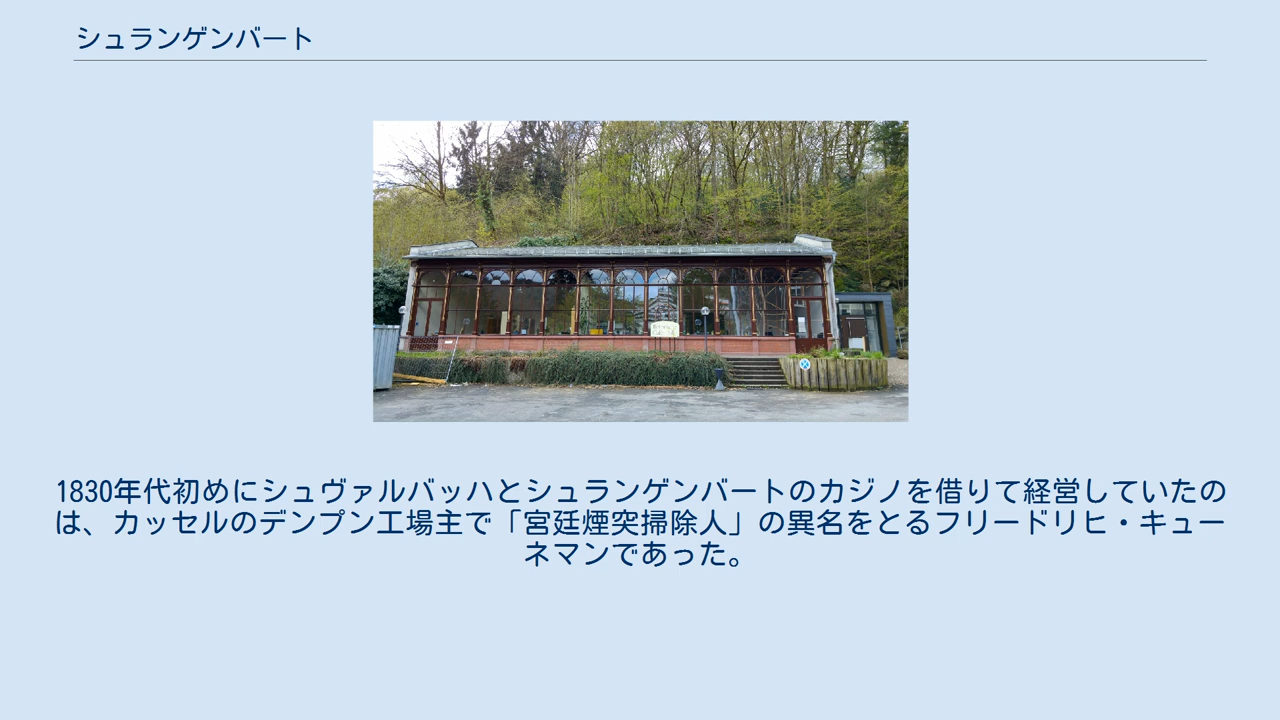 シュランゲンバート
1830年代初めにシュヴァルバッハとシュランゲンバートのカジノを借りて経営していたの
は、カッセルのデンプン工場主で「宮廷煙突掃除人」の異名をとるフリードリヒ・キュー
ネマンであった。